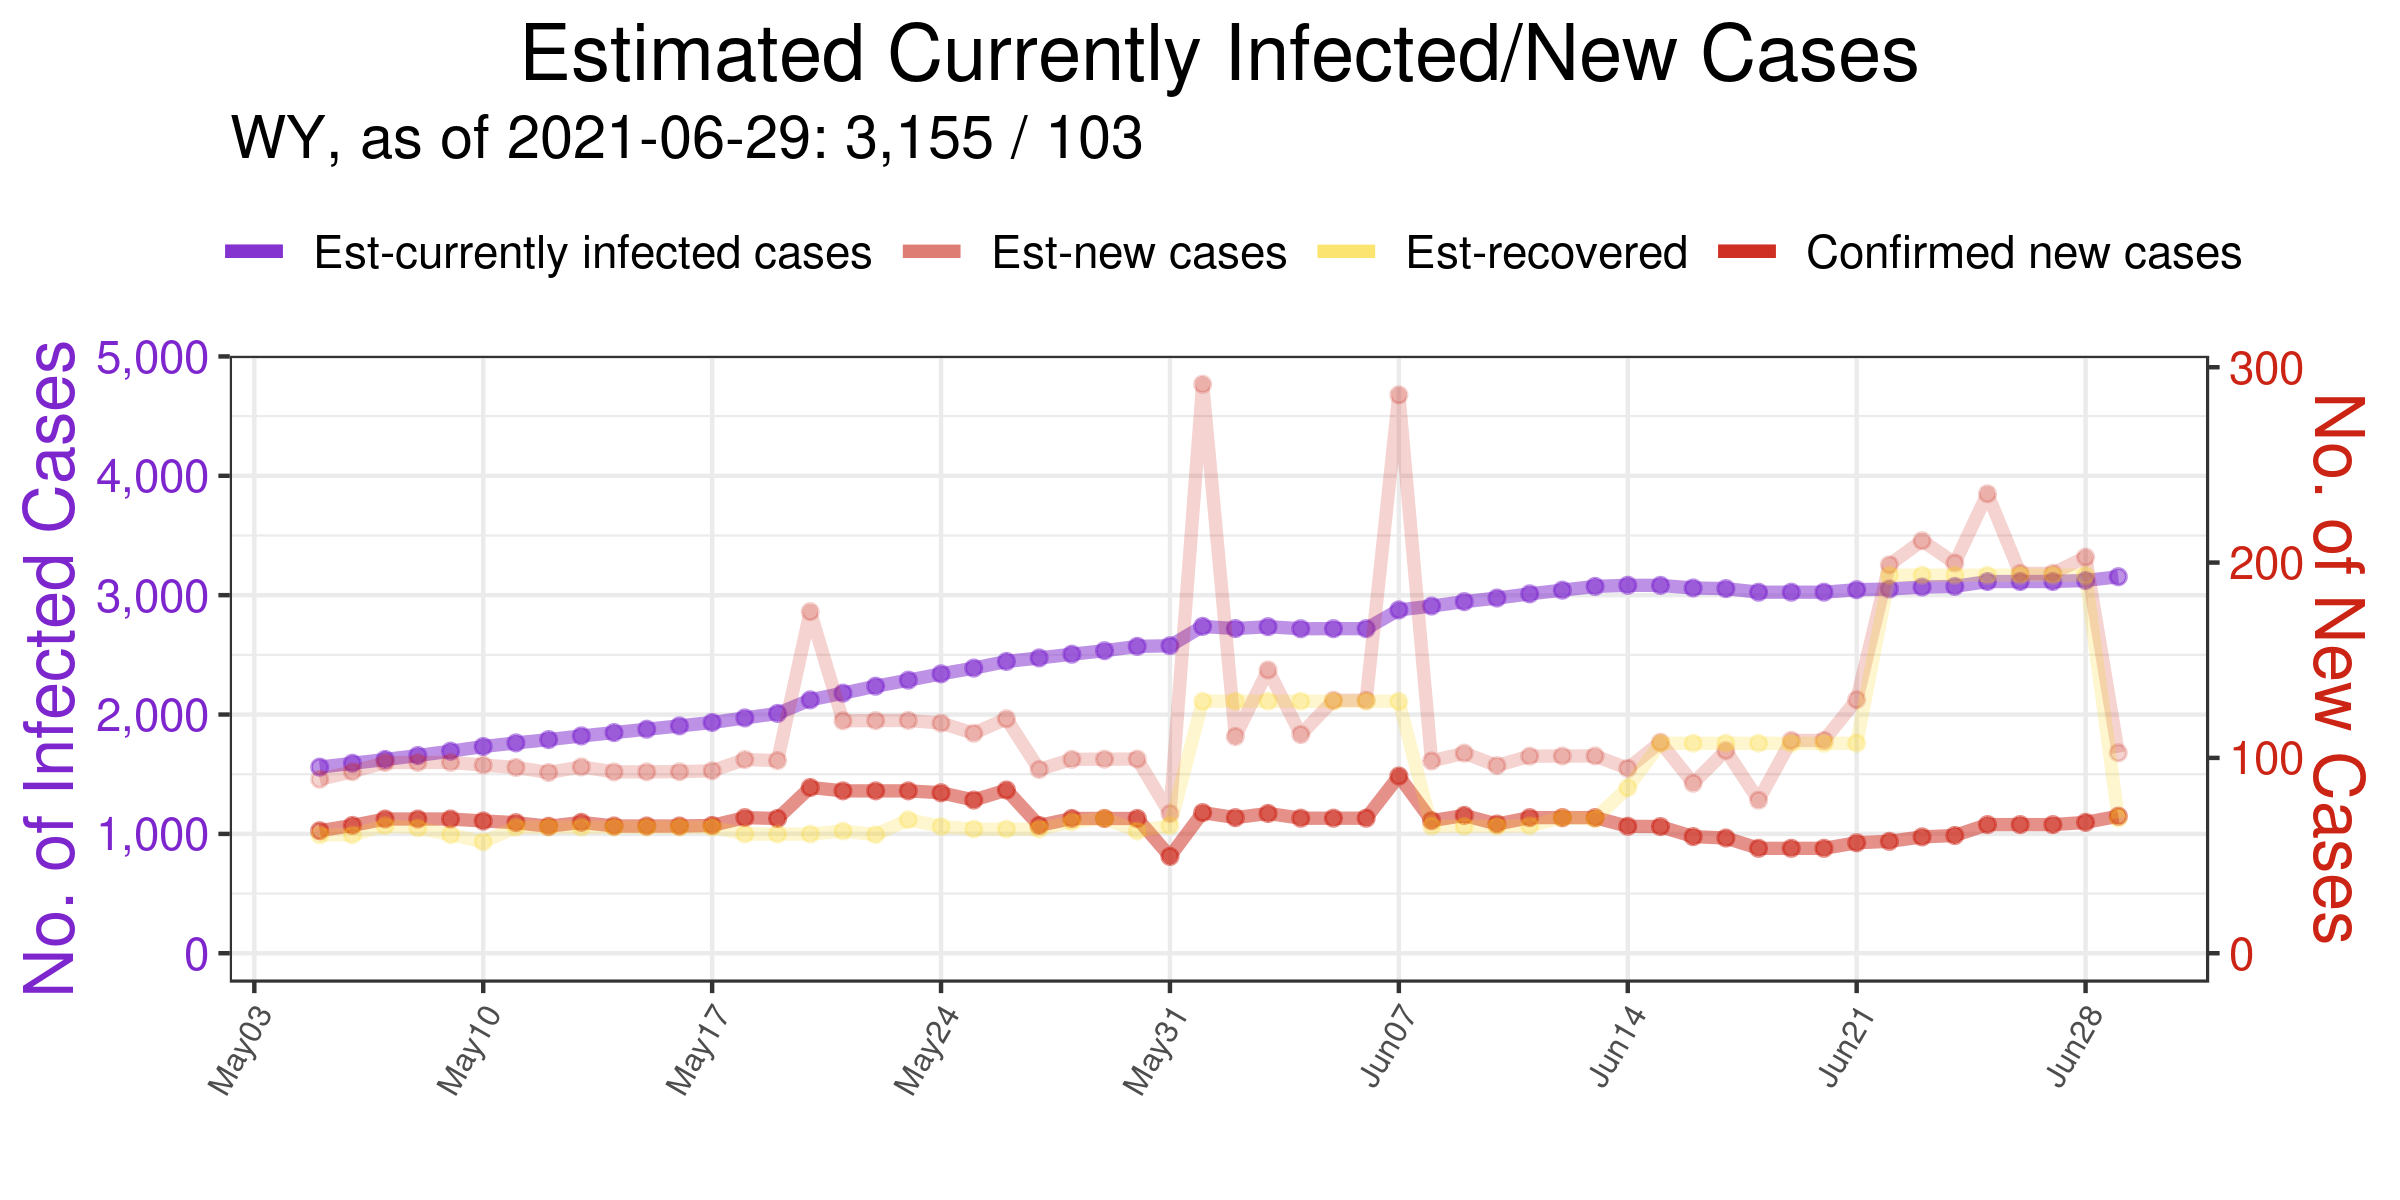 Estimated Currently Infected/New Cases
WY, as of 2021-06-29: 3,155 / 103
Est-currently infected cases Est-new cases Est-recovered Confirmed new cases
No. of Infected Cases
5,000
4,000
3,000
2,000
1,000
0
300
200
100
0
No. of New Cases
May03 May10 May17 May24 May31 Jun07 Jun14 Jun21 Jun28